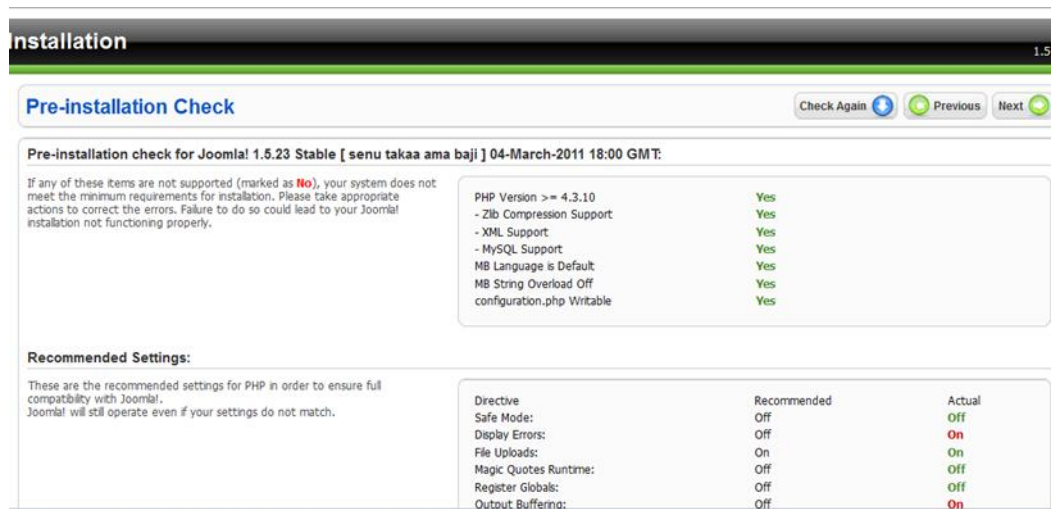 Installation
1.5
Pre-installation Check
Check Again Previous Next
Pre-installation check for Joomla! 1.5.23 Stable [ senu takaa ama baji ] 04-March-2011 18:00 GMT:
If any of these items are not supported (marked as No), your system does not
meet the minimum requirements for installation. Please take appropriate
actions to correct the errors. Failure to do so could lead to your Joomla!
installation not functioning properly.
PHP Version >= 4.3.10 Yes
- Zlib Compression Support Yes
- XML Support Yes
- MySQL Support Yes
MB Language is Default Yes
MB String Overload Off Yes
configuration.php Writable Yes
Recommended Settings:
These are the recommended settings for PHP in order to ensure full
compatibility with Joomla!.
Joomla! will still operate even if your settings do not match.
Directive Recommended Actual
Safe Mode: Off Off
Display Errors: Off On
File Uploads: On On
Magic Quotes Runtime: Off Off
Register Globals: Off Off
Output Buffering: Off On